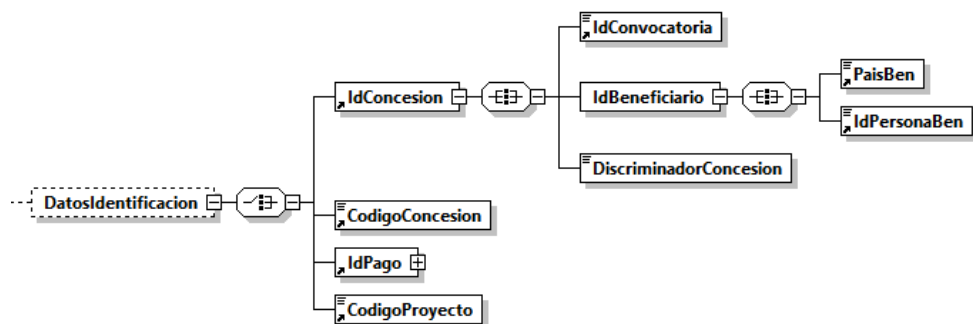 IdConvocatoria
PaisBen
IdConcesion
IdBeneficiario
IdPersonaBen
DiscriminadorConcesion
DatosIdentificacion
CodigoConcesion
IdPago
CodigoProyecto